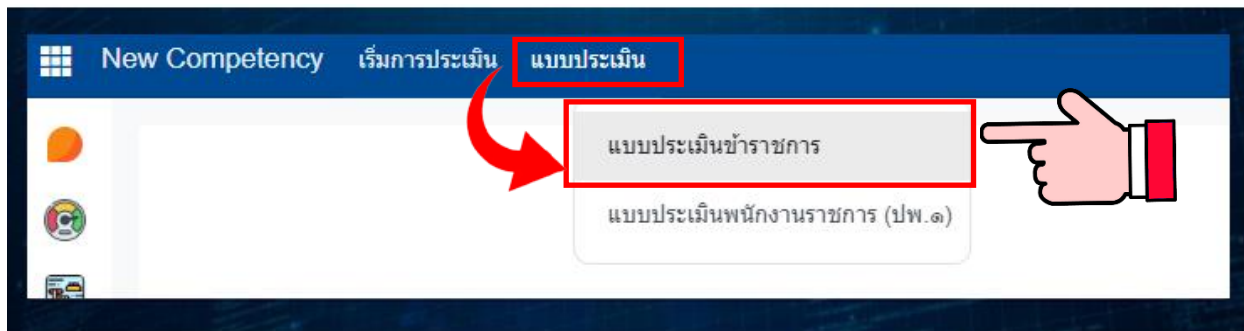 New Competency เริ่มการประเมิน แบบประเมิน
แบบประเมินข้าราชการ
แบบประเมินพนักงานราชการ (ปพ.๑)